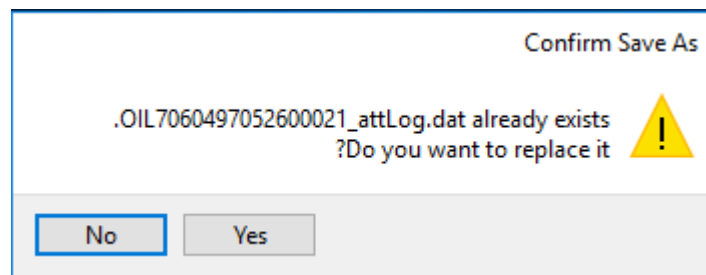 Confirm Save As
.OIL7060497052600021_attLog.dat already exists
?Do you want to replace it
No
Yes